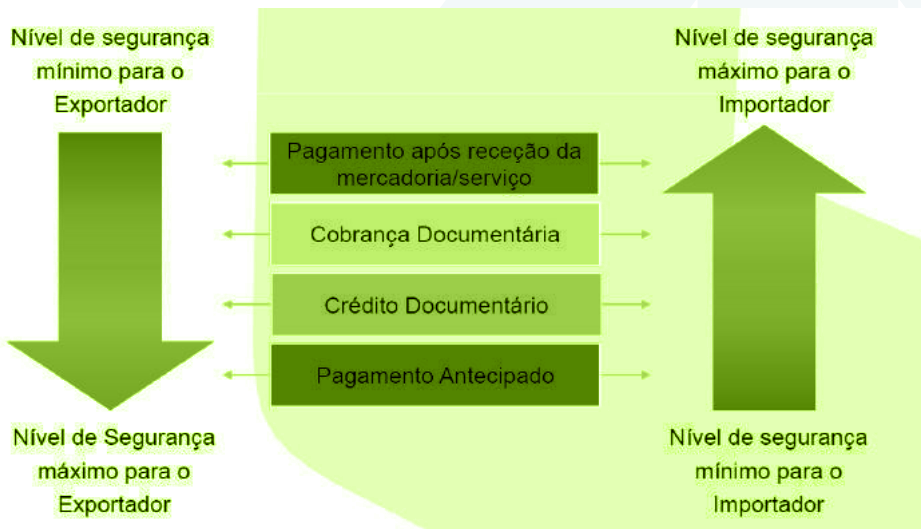 Nível de segurança
mínimo para o
Exportador
Nível de segurança
máximo para o
Importador
Pagamento após receção da
mercadoria/serviço
Cobrança Documentária
Crédito Documentário
Pagamento Antecipado
Nível de Segurança
máximo para o
Exportador
Nível de segurança
mínimo para o
Importador